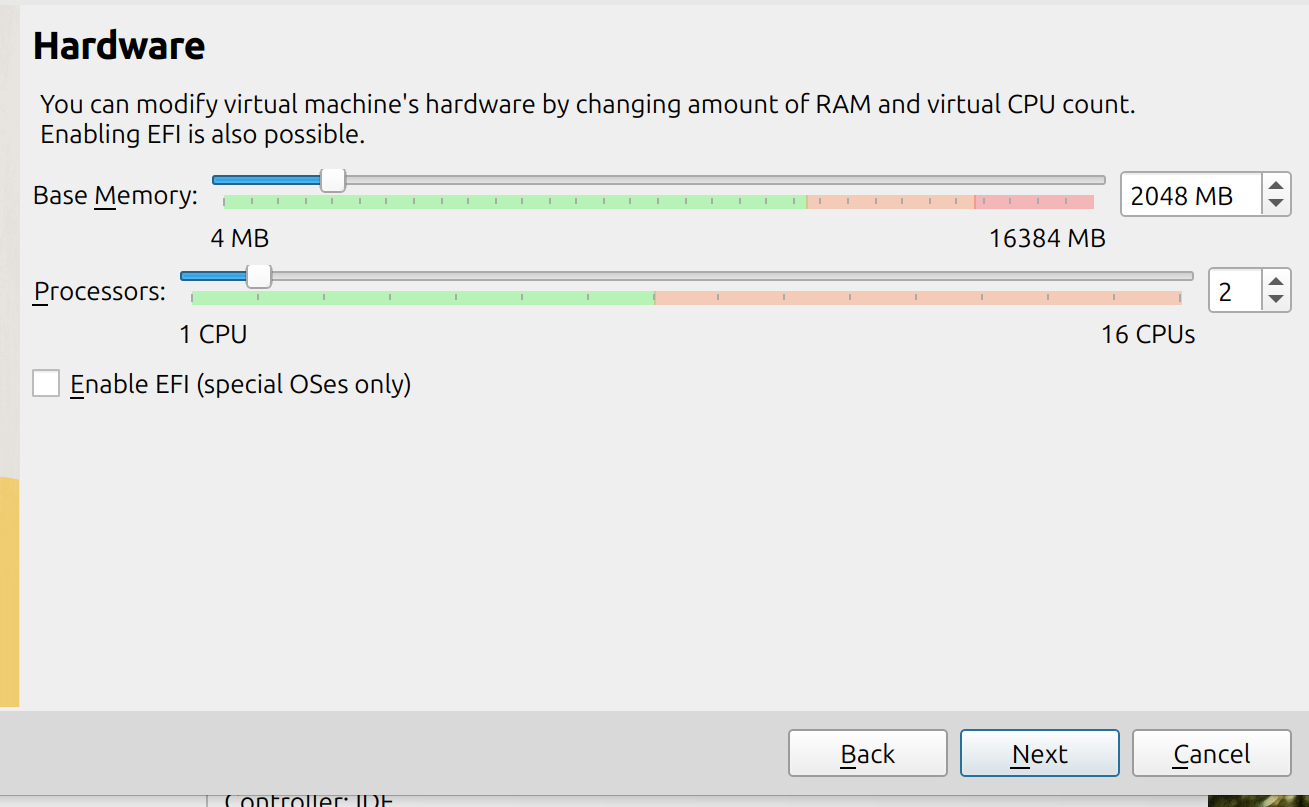 Hardware
You can modify virtual machine's hardware by changing amount of RAM and virtual CPU count.
Enabling EFI is also possible.
Base Memory:
2048 MB
4 MB
16384 MB
Processors:
2
1 CPU
16 CPUs
Enable EFI (special OSes only)
Back
Next
Cancel
Controller: IDE